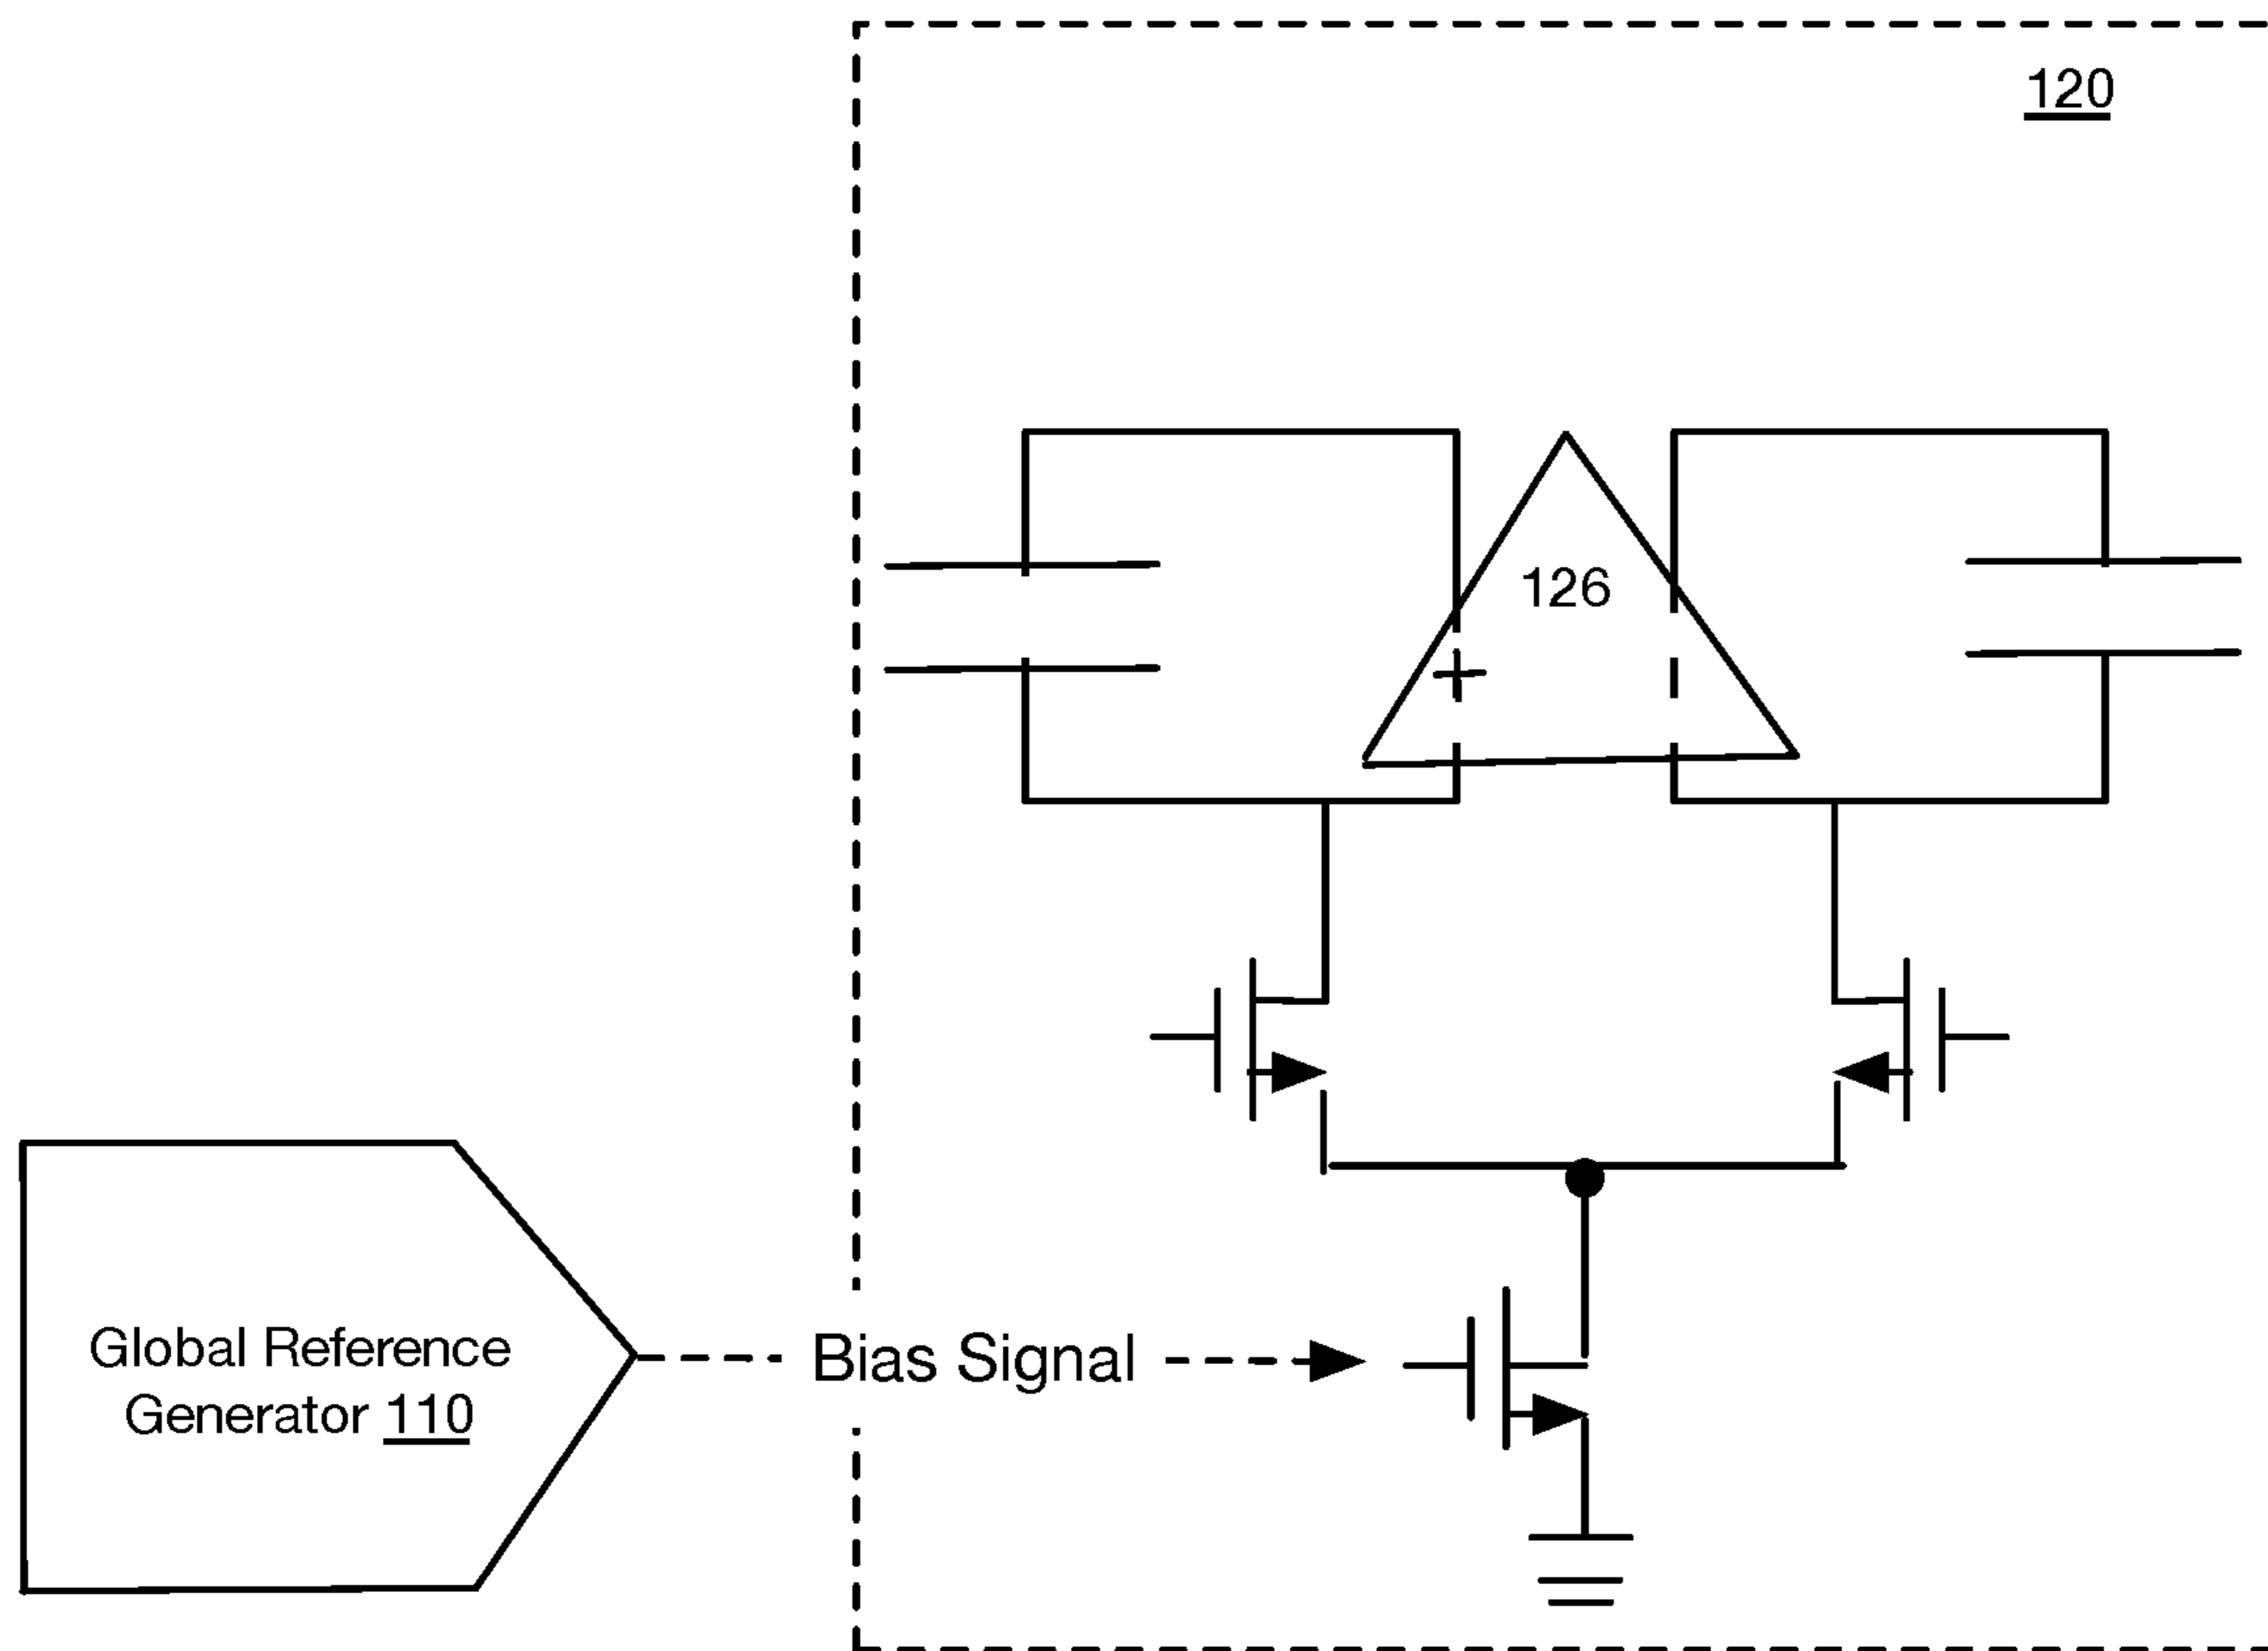 120
126
+
Global Reference
Generator 110
Bias Signal